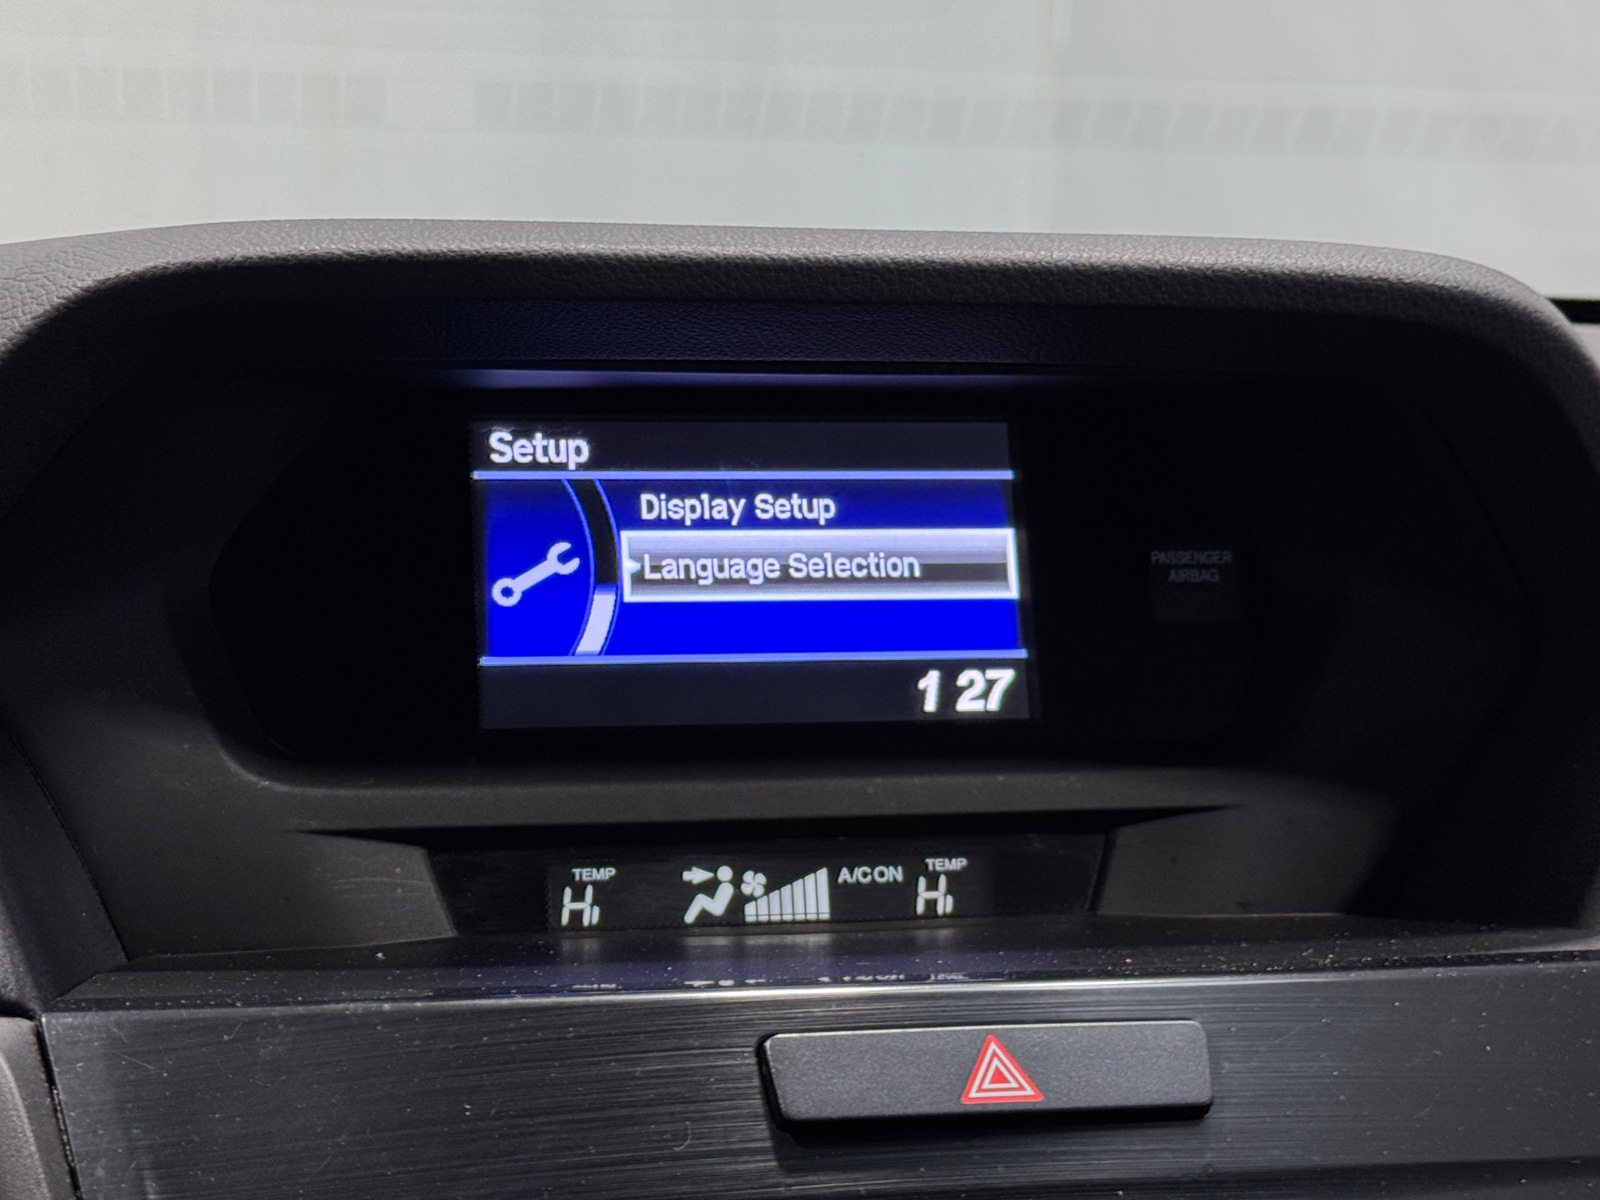 Setup
Display Setup
Language Selection
1 27
PASSENGER
AIRBAG
TEMP
Hi
A/C ON
TEMP
Hi